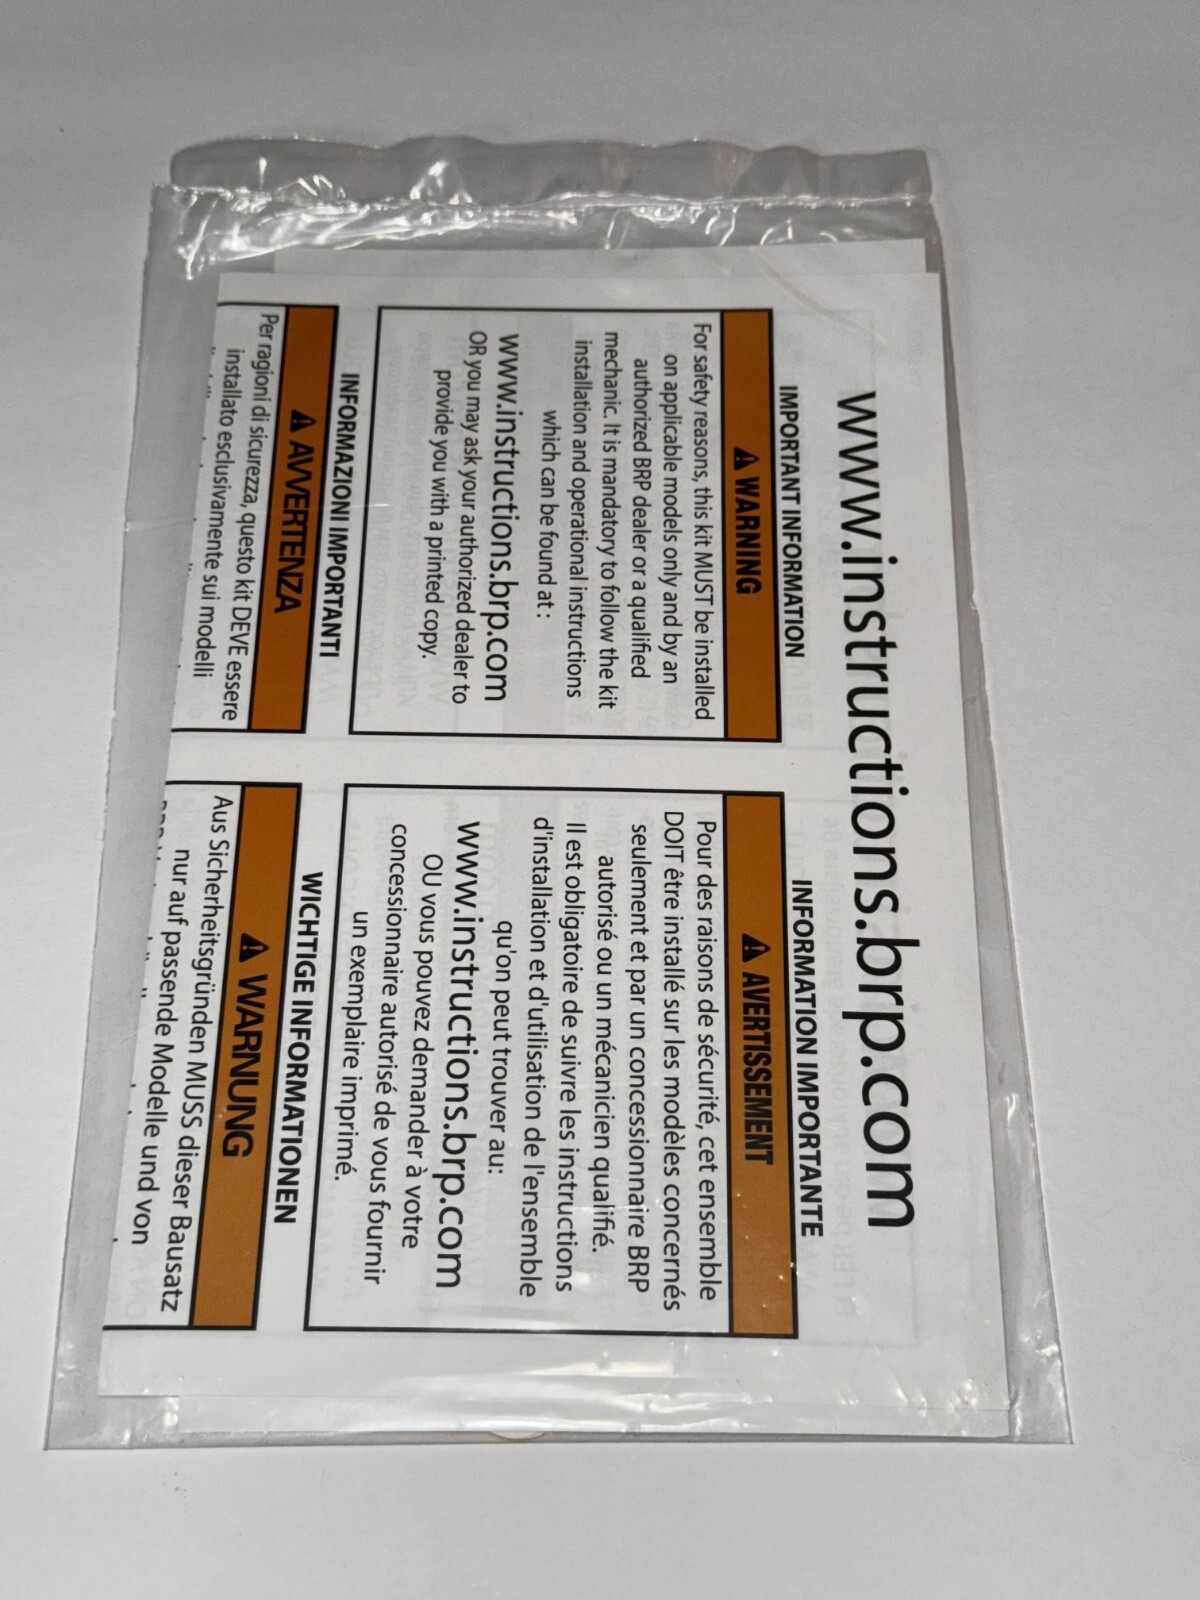 www.instructions.brp.com
IMPORTANT INFORMATION
⚠ WARNING
For safety reasons, this kit MUST be installed
on applicable models only and by an
authorized BRP dealer or a qualified
mechanic. It is mandatory to follow the kit
installation and operational instructions
which can be found at :
www.instructions.brp.com
OR you may ask your authorized dealer to
provide you with a printed copy.
INFORMATION IMPORTANTE
⚠ AVERTISSEMENT
Pour des raisons de sécurité, cet ensemble
DOIT être installé sur les modèles concernés
seulement et par un concessionnaire BRP
autorisé ou un mécanicien qualifié.
Il est obligatoire de suivre les instructions
d'installation et d'utilisation de l'ensemble
qu'on peut trouver au:
www.instructions.brp.com
OU vous pouvez demander à votre
concessionnaire autorisé de vous fournir
un exemplaire imprimé.
INFORMAZIONI IMPORTANTI
⚠ AVVERTENZA
Per ragioni di sicurezza, questo kit DEVE essere
installato esclusivamente sui modelli
WICHTIGE INFORMATIONEN
⚠ WARNUNG
Aus Sicherheitsgründen MUSS dieser Bausatz
nur auf passende Modelle und von